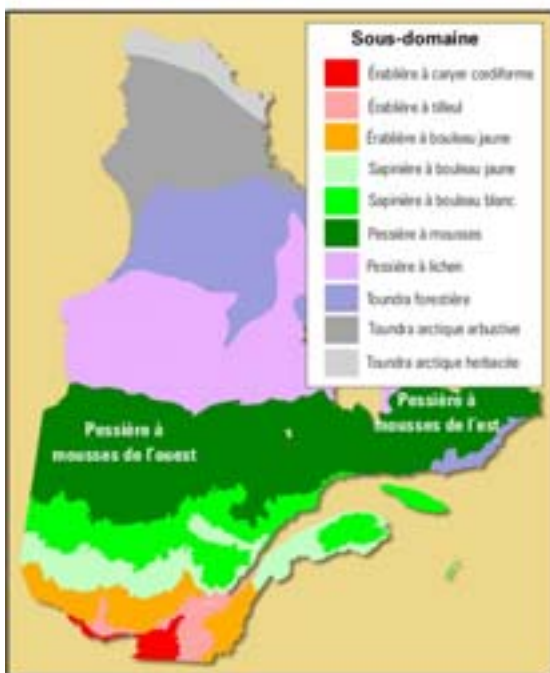 Sous-domaine
Érablière à caryer cordiforme
Érablière à tilleul
Érablière à bouleau jaune
Sapinière à bouleau jaune
Sapinière à bouleau blanc
Pessière à mousses
Pessière à lichen
Toundra forestière
Toundra arctique arbustive
Toundra arctique herbacée
Pessière à
mousses de l'ouest
Pessière à
mousses de l'est